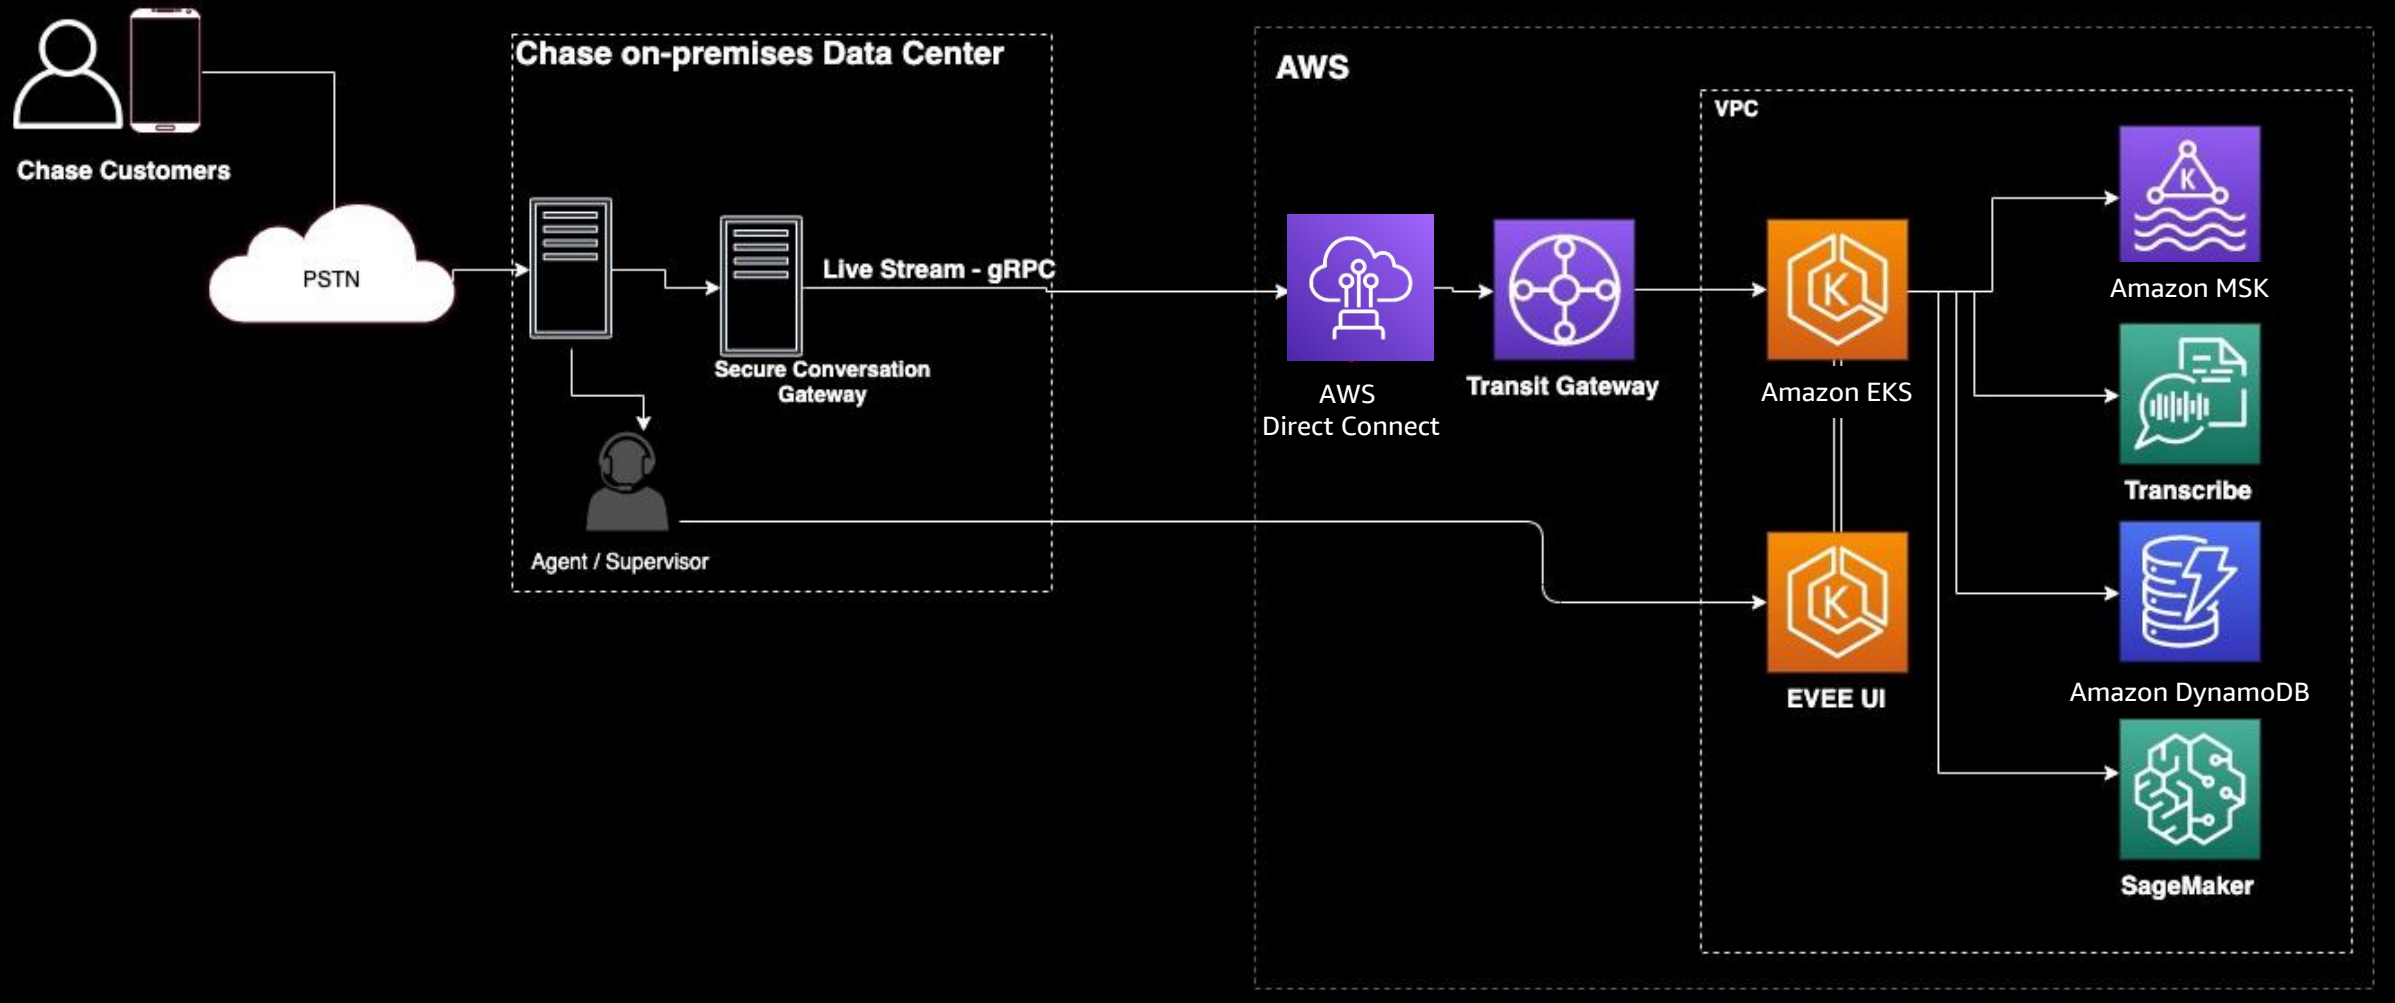 Chase on-premises Data Center
AWS
VPC
Chase Customers
PSTN
Live Stream - gRPC
Secure Conversation
Gateway
Agent / Supervisor
AWS
Direct Connect
Transit Gateway
K
Amazon EKS
K
EVEE UI
K
Amazon MSK
Transcribe
Amazon DynamoDB
SageMaker